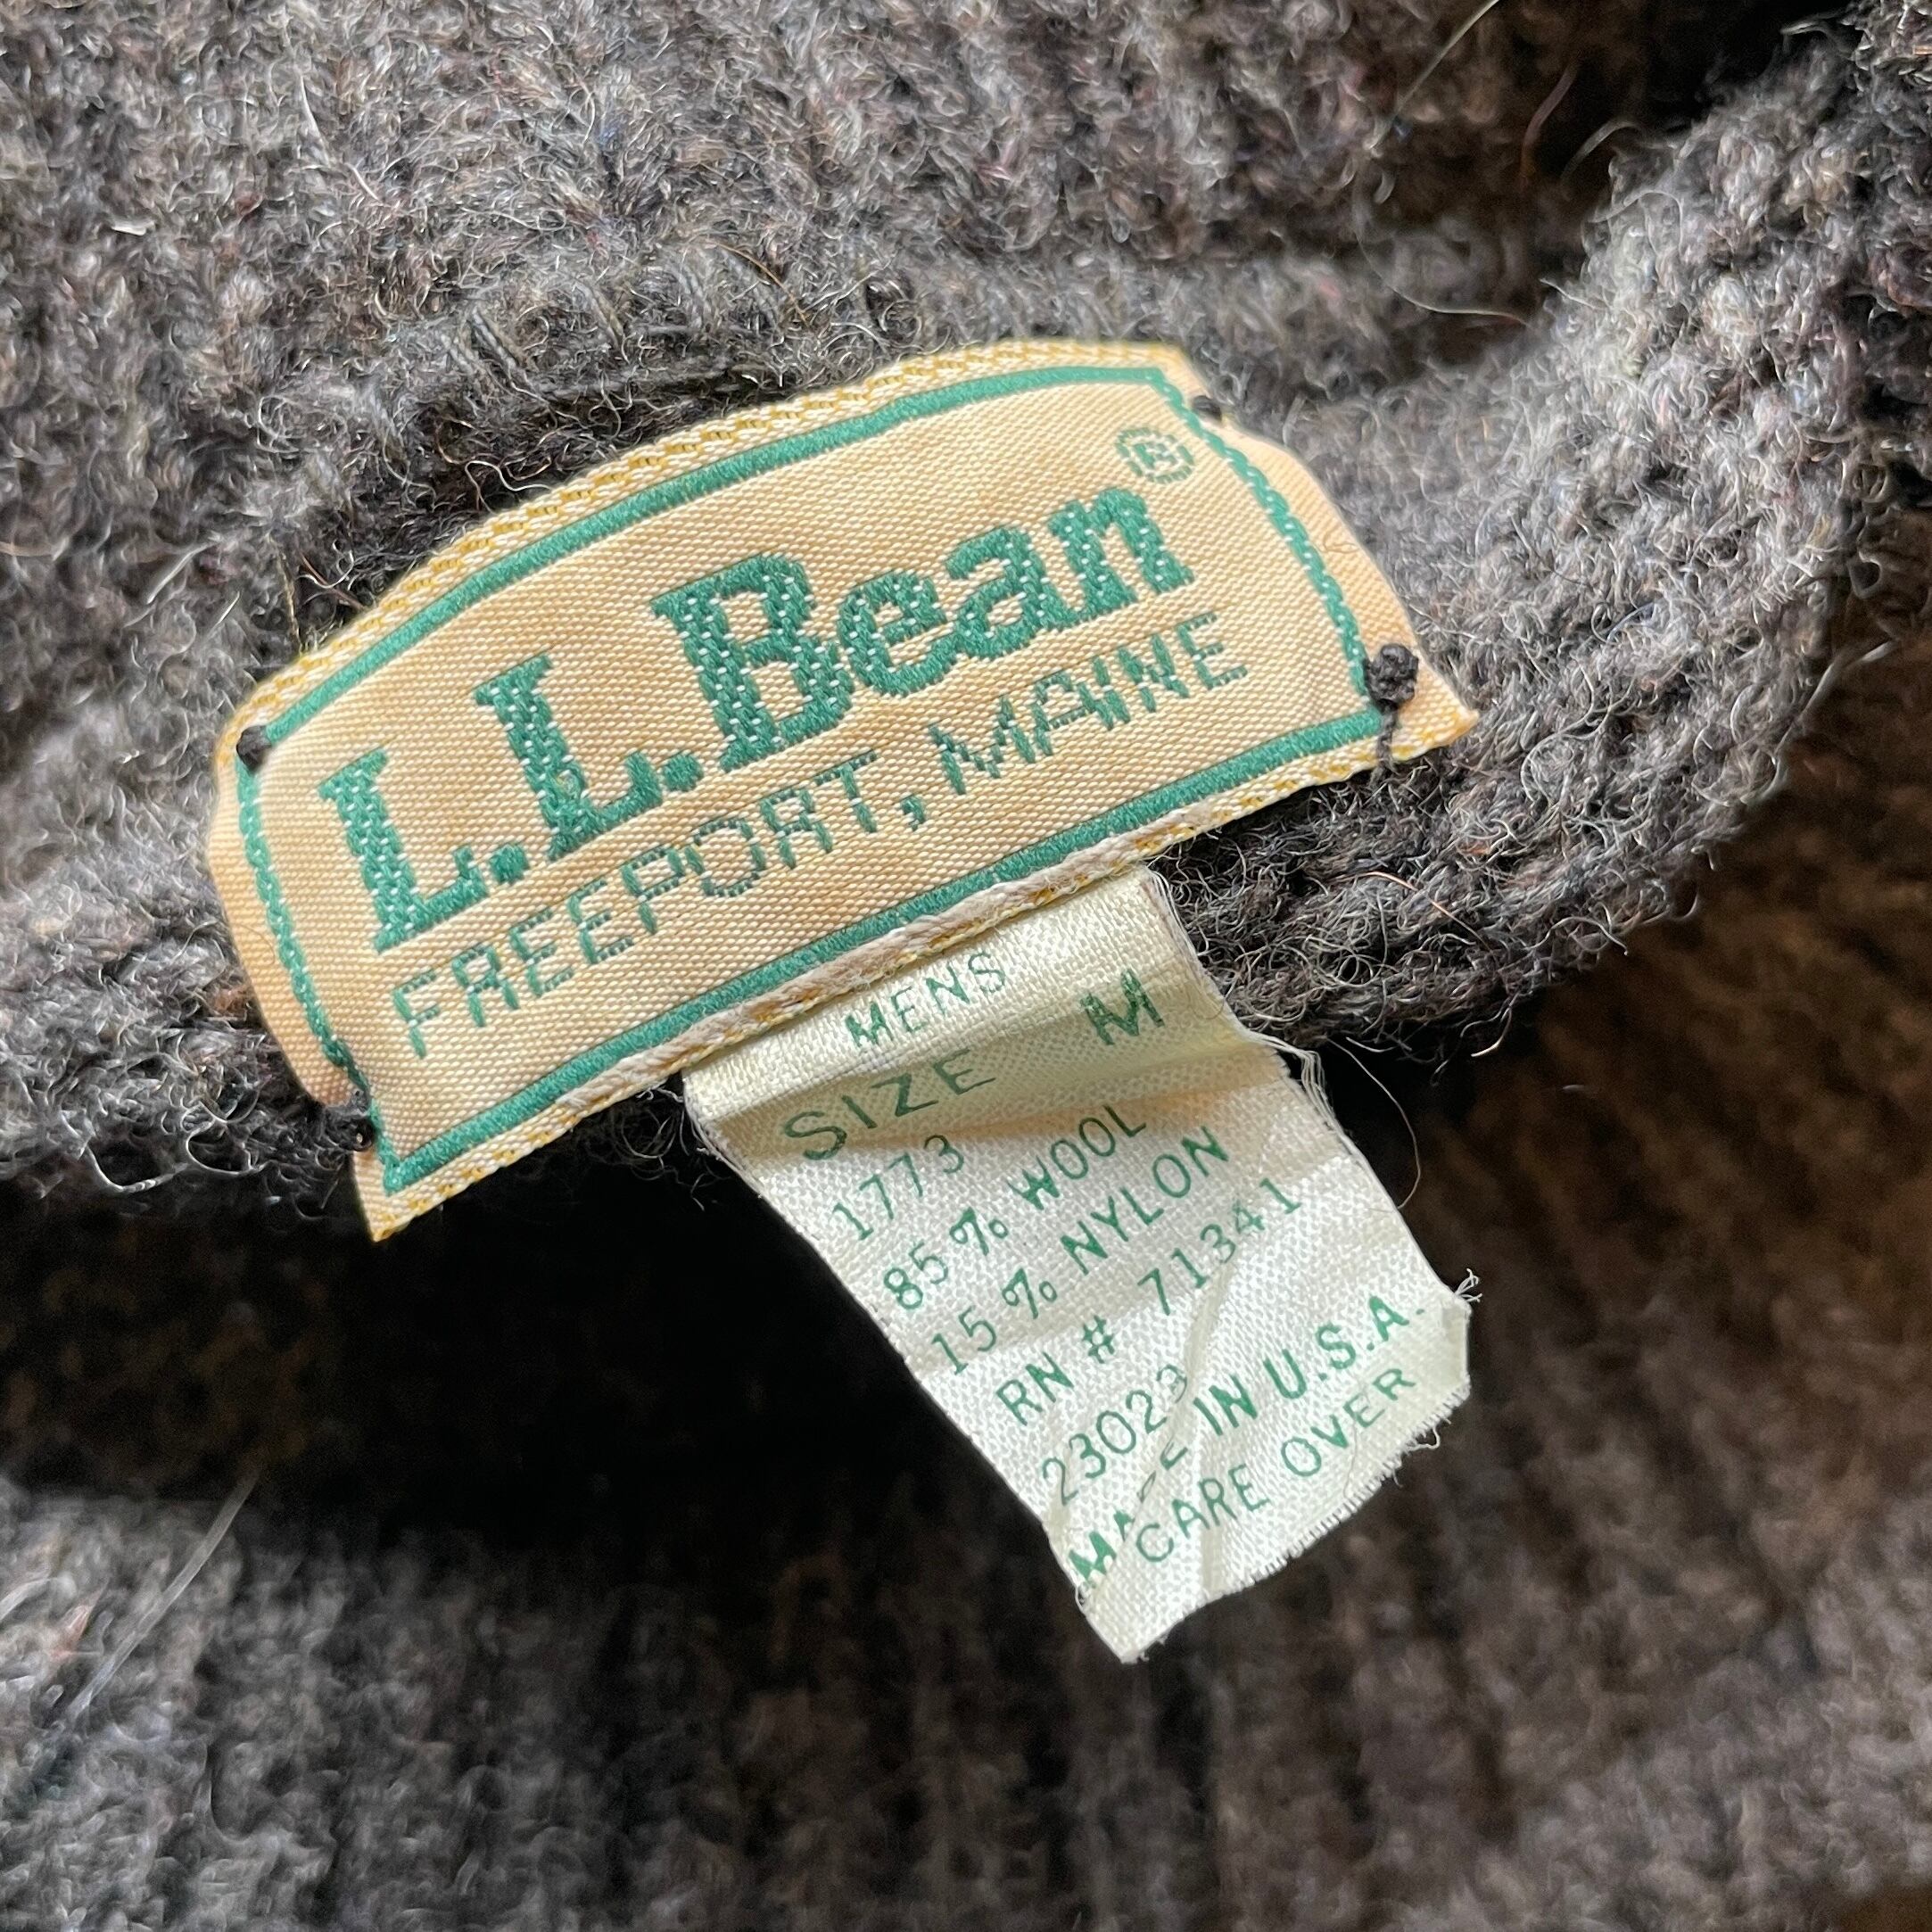 L.L.Bean®
FREEPORT, MAINE
MENS
SIZE M
1773
85% WOOL
15% NYLON
RN # 71341
23023
MADE IN U.S.A.
CARE OVER